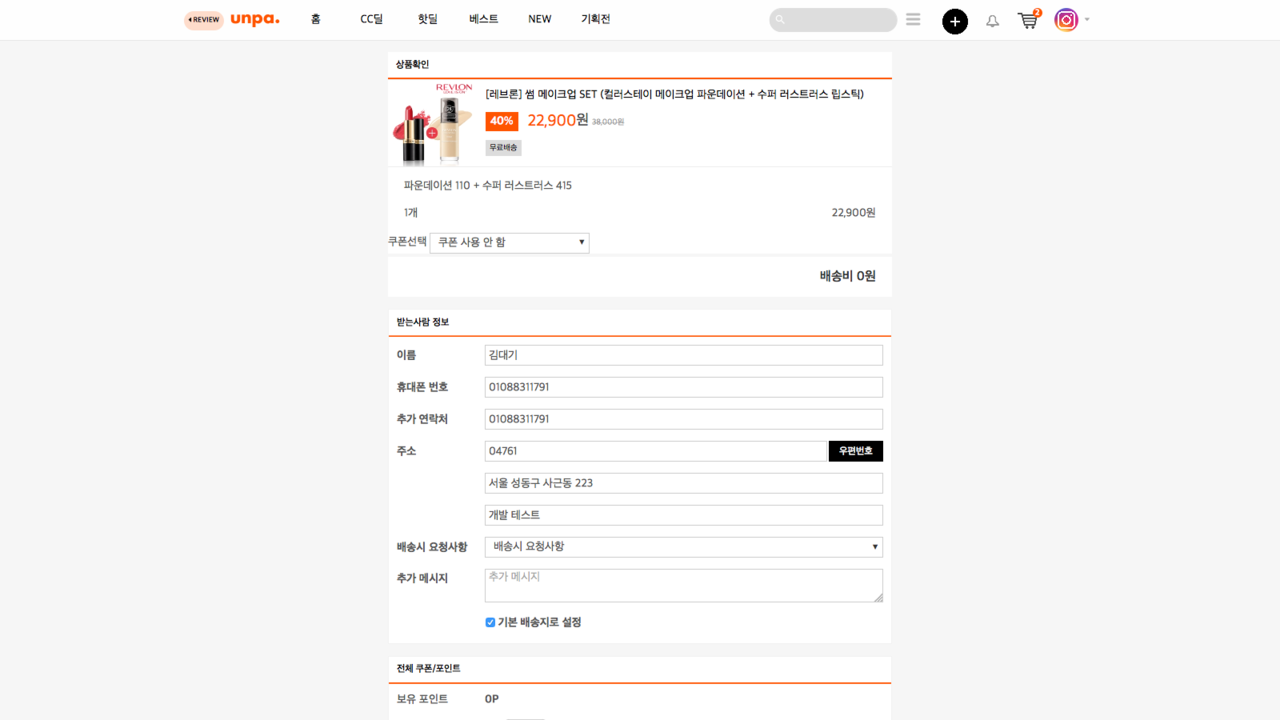 REVIEW unpa. 홈 CC딜 핫딜 베스트 NEW 기획전 2
상품확인
REVLON
[레브론] 썸 메이크업 SET (컬러스테이 메이크업 파운데이션 + 수퍼 러스트러스 립스틱)
40% 22,900원 38,000원
무료배송
파운데이션 110 + 수퍼 러스트러스 415
1개 22,900원
쿠폰선택 쿠폰 사용 안 함
배송비 0원
받는사람 정보
이름 김대기
휴대폰 번호 01088311791
추가 연락처 01088311791
주소 04761 우편번호
서울 성동구 사근동 223
개발 테스트
배송시 요청사항 배송시 요청사항
추가 메시지 추가 메시지
기본 배송지로 설정
전체 쿠폰/포인트
보유 포인트 0P